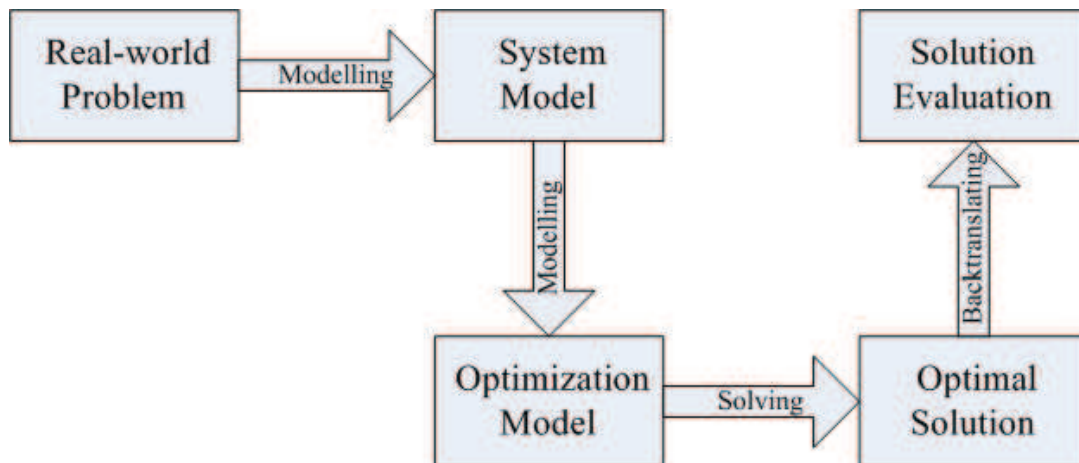 Real-world
Problem
Modelling
System
Model
Modelling
Optimization
Model
Solving
Optimal
Solution
Backtranslating
Solution
Evaluation